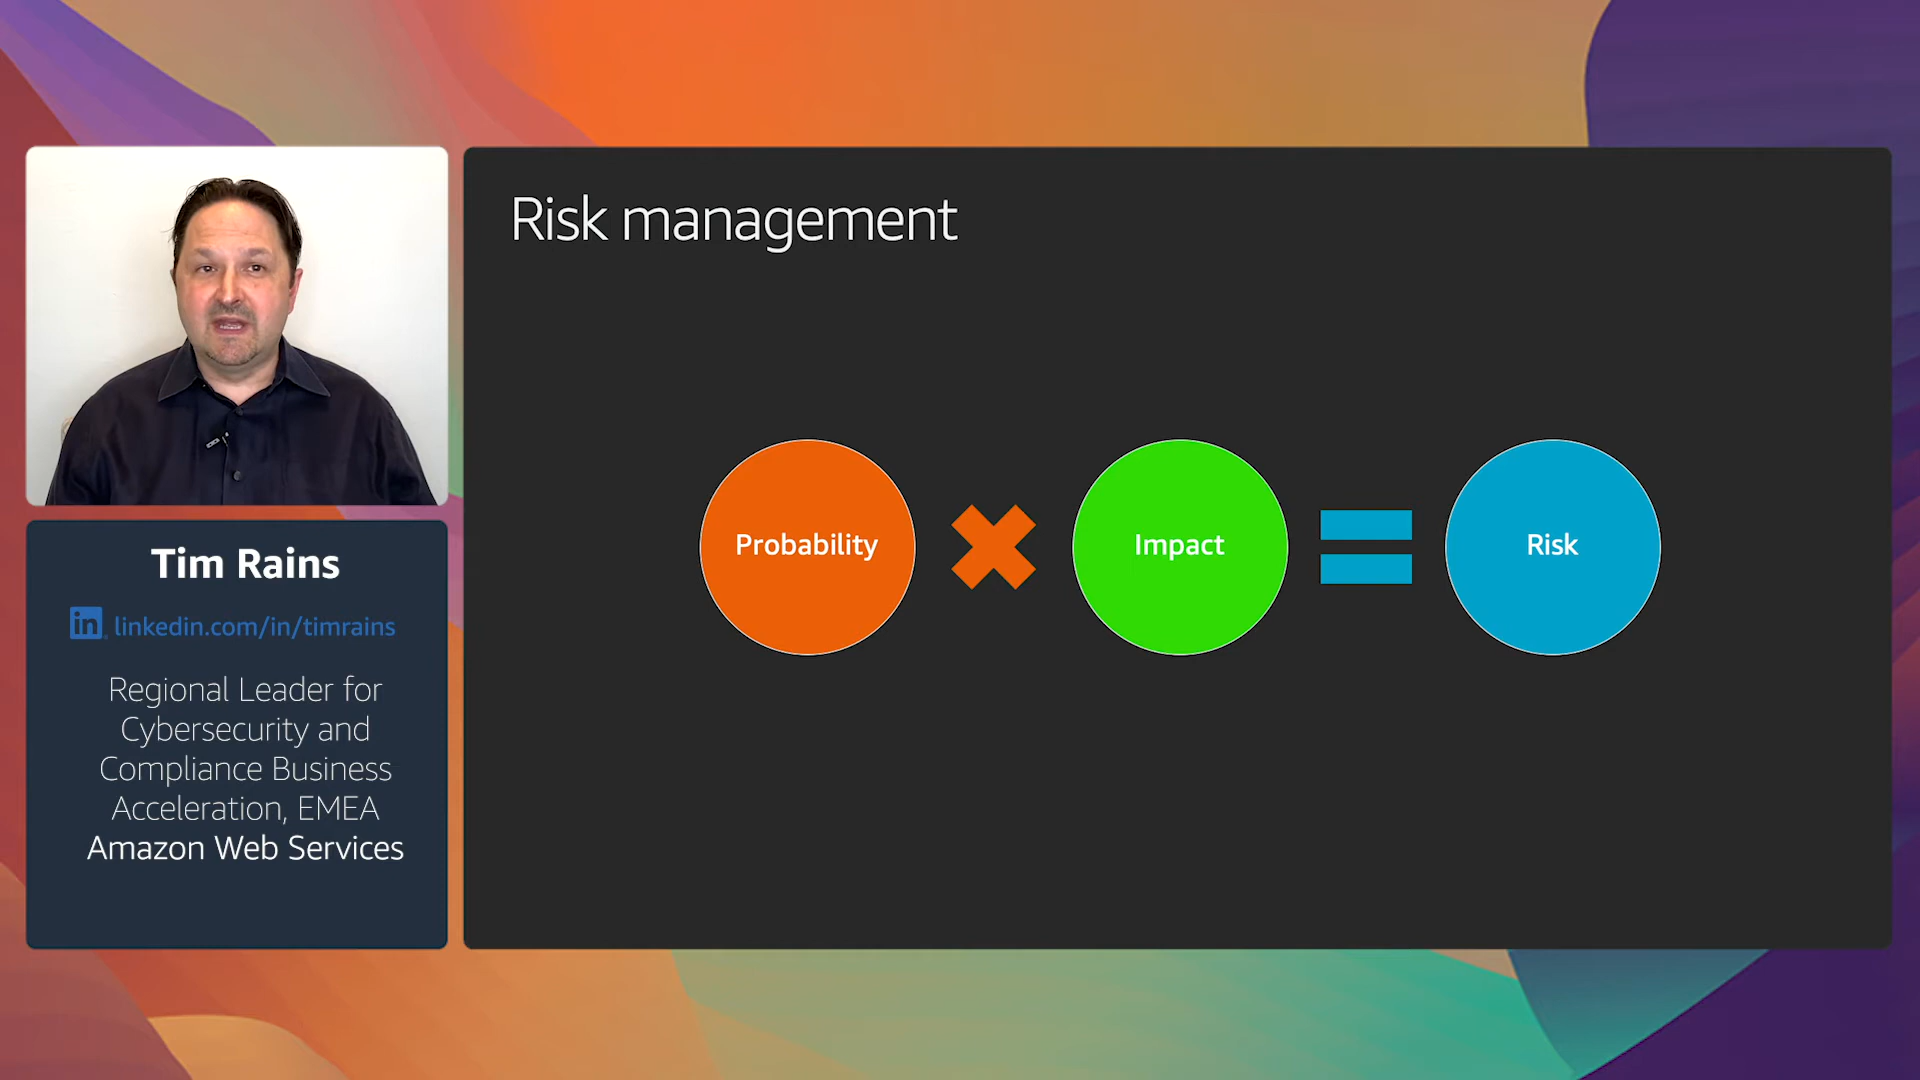 Risk management
Probability
Impact
Risk
Tim Rains
in linkedin.com/in/timrains
Regional Leader for
Cybersecurity and
Compliance Business
Acceleration, EMEA
Amazon Web Services